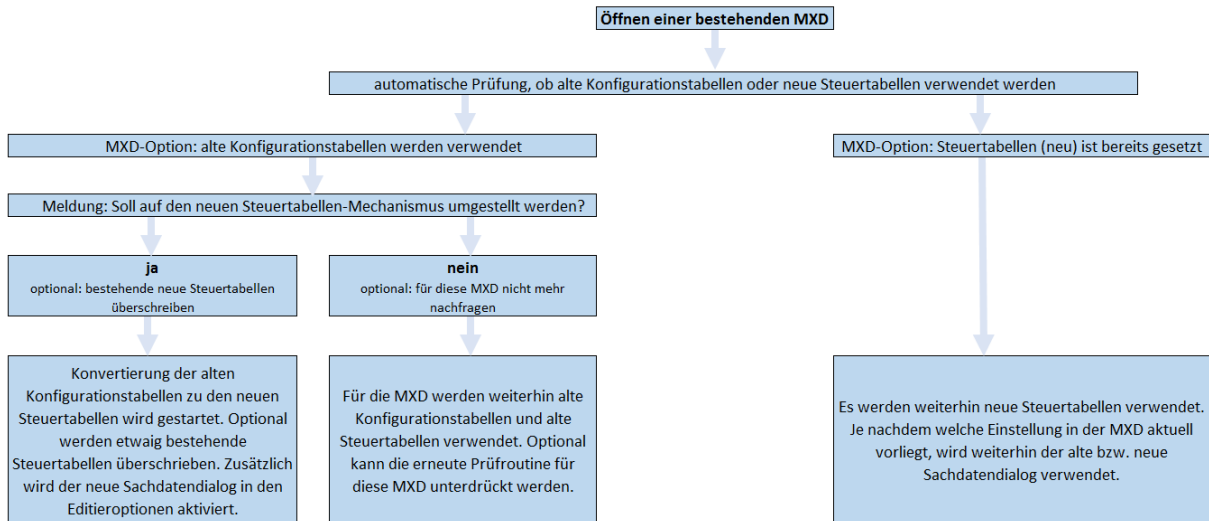 Öffnen einer bestehenden MXD
automatische Prüfung, ob alte Konfigurationstabellen oder neue Steuertabellen verwendet werden
MXD-Option: alte Konfigurationstabellen werden verwendet
MXD-Option: Steuertabellen (neu) ist bereits gesetzt
Meldung: Soll auf den neuen Steuertabellen-Mechanismus umgestellt werden?
ja
optional: bestehende neue Steuertabellen
überschreiben
nein
optional: für diese MXD nicht mehr
nachfragen
Konvertierung der alten
Konfigurationstabellen zu den neuen
Steuertabellen wird gestartet. Optional
werden etwaig bestehende
Steuertabellen überschrieben. Zusätzlich
wird der neue Sachdatendialog in den
Editieroptionen aktiviert.
Für die MXD werden weiterhin alte
Konfigurationstabellen und alte
Steuertabellen verwendet. Optional
kann die erneute Prüfroutine für
diese MXD unterdrückt werden.
Es werden weiterhin neue Steuertabellen verwendet.
Je nachdem welche Einstellung in der MXD aktuell
vorliegt, wird weiterhin der alte bzw. neue
Sachdatendialog verwendet.